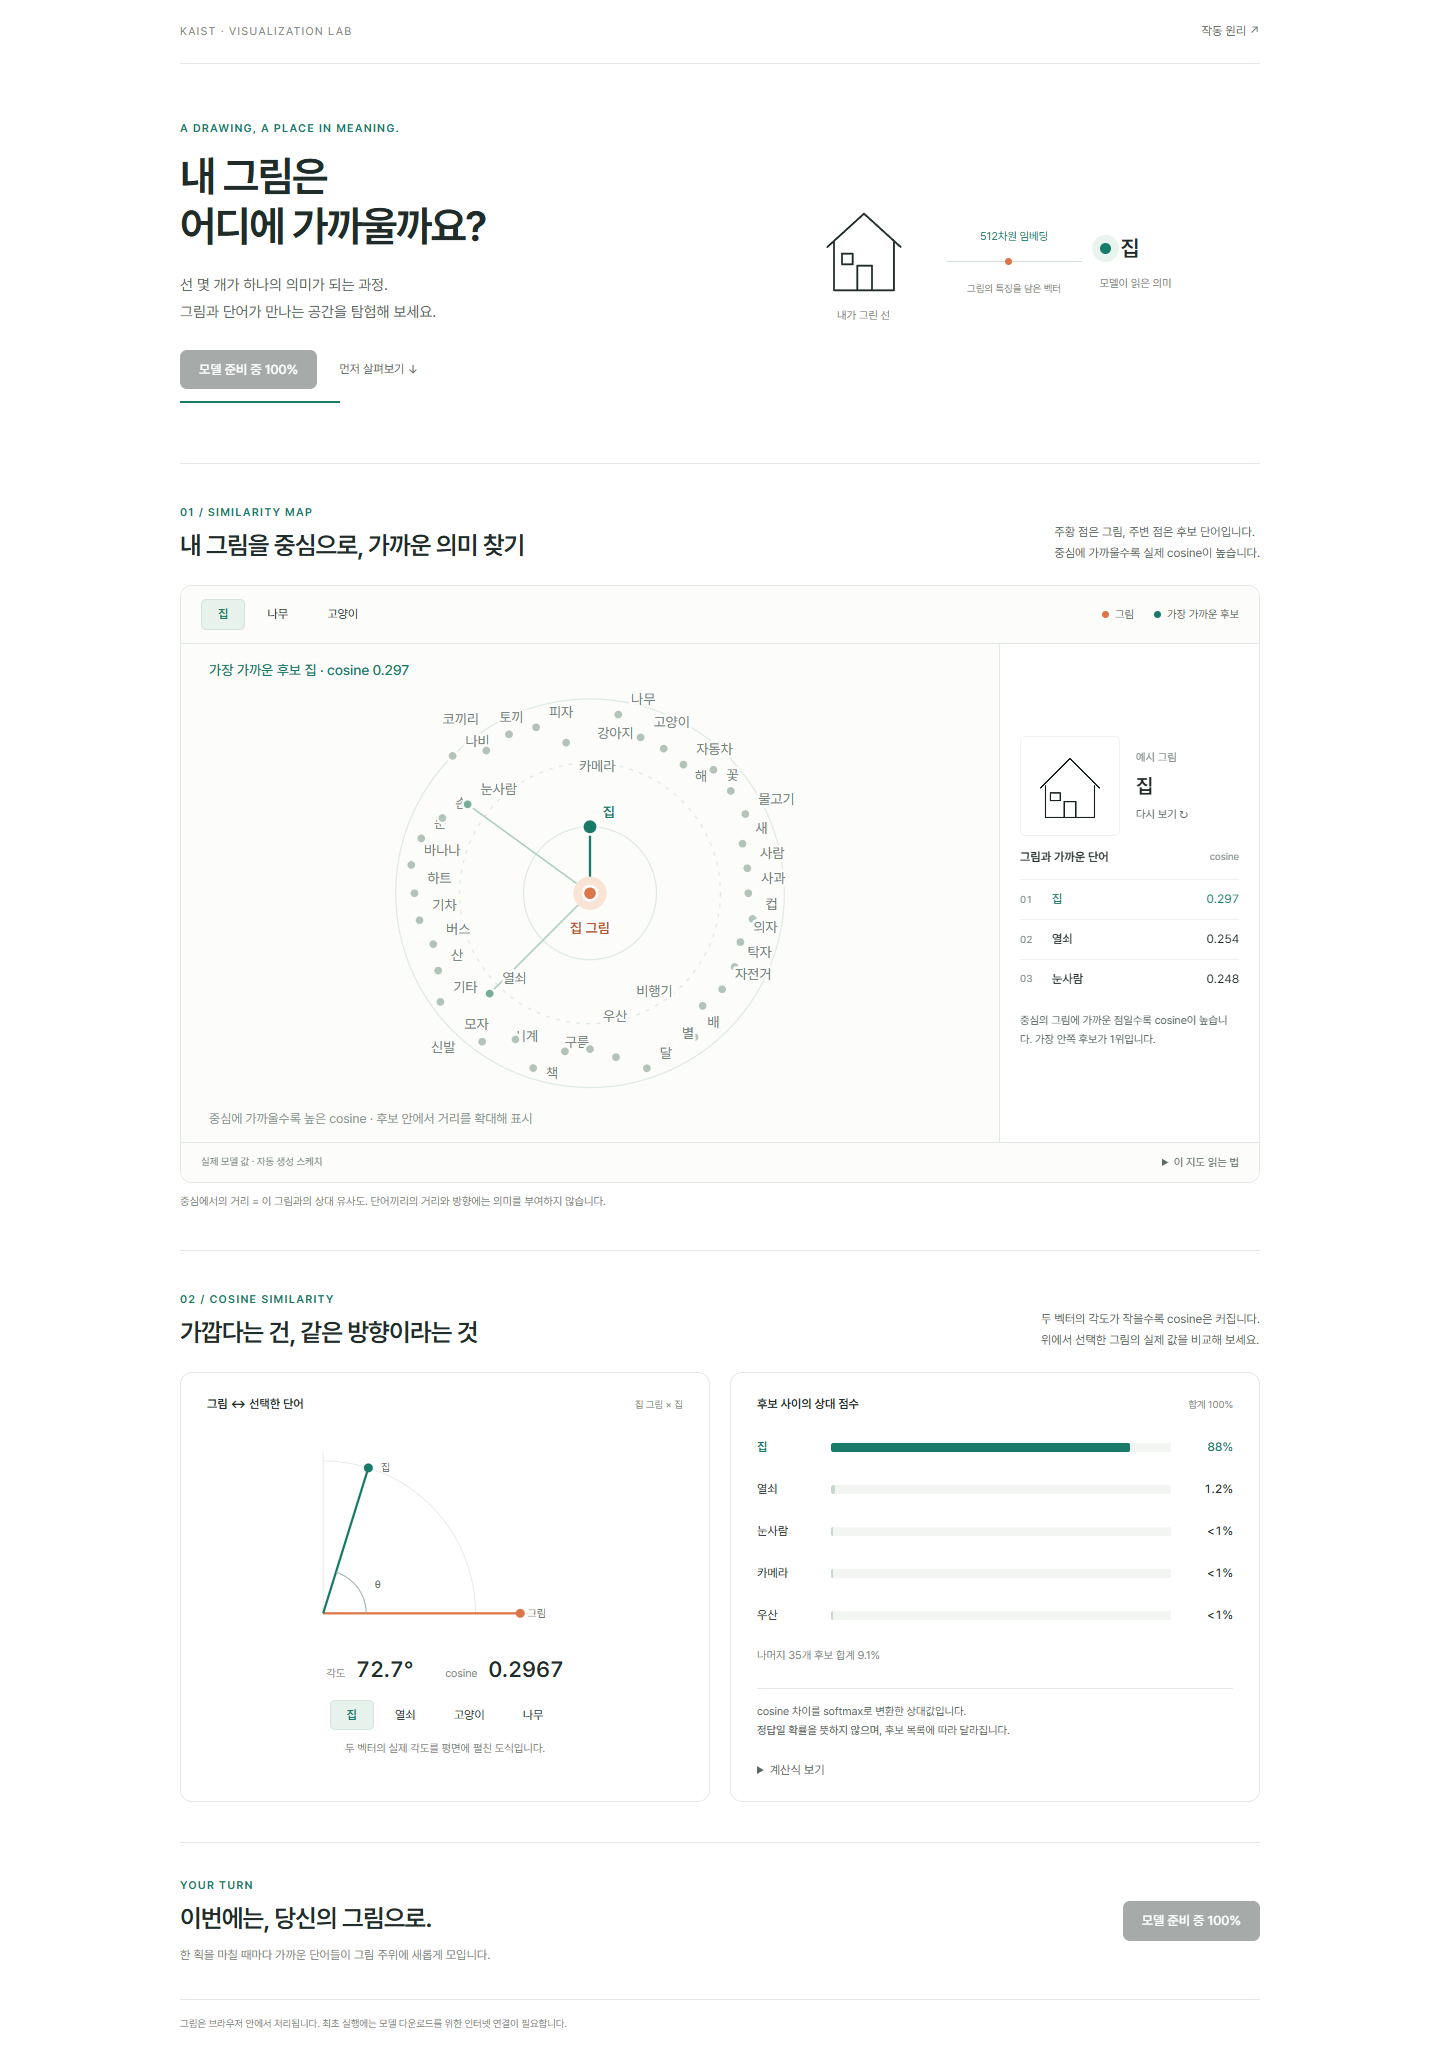 KAIST · VISUALIZATION LAB
작동 원리 ↗
A DRAWING, A PLACE IN MEANING.
내 그림은
어디에 가까울까요?
선 몇 개가 하나의 의미가 되는 과정.
그림과 단어가 만나는 공간을 탐험해 보세요.
모델 준비 중 100%
먼저 살펴보기 ↓
내가 그린 선
512차원 임베딩
그림의 특징을 담은 벡터
집
모델이 읽은 의미
01 / SIMILARITY MAP
내 그림을 중심으로, 가까운 의미 찾기
주황 점은 그림, 주변 점은 후보 단어입니다.
중심에 가까울수록 실제 cosine이 높습니다.
집
나무
고양이
그림
가장 가까운 후보
가장 가까운 후보 집 · cosine 0.297
나무
피자
토끼
코끼리
고양이
강아지
나비
자동차
카메라
해
꽃
눈사람
물고기
집
새
바나나
사람
하트
사과
기차
컵
의자
버스
집 그림
탁자
산
자전거
열쇠
기타
비행기
우산
배
모자
별
구름
신발
달
책
중심에 가까울수록 높은 cosine · 후보 안에서 거리를 확대해 표시
예시 그림
집
다시 보기 ↻
그림과 가까운 단어
cosine
01 집 0.297
02 열쇠 0.254
03 눈사람 0.248
중심의 그림에 가까운 점일수록 cosine이 높습니
다. 가장 안쪽 후보가 1위입니다.
실제 모델 값 · 자동 생성 스케치
▶ 이 지도 읽는 법
중심에서의 거리 = 이 그림과의 상대 유사도. 단어끼리의 거리와 방향에는 의미를 부여하지 않습니다.
02 / COSINE SIMILARITY
가깝다는 건, 같은 방향이라는 것
두 벡터의 각도가 작을수록 cosine은 커집니다.
위에서 선택한 그림의 실제 값을 비교해 보세요.
그림 ↔ 선택한 단어
집 그림 × 집
집
θ
그림
각도 72.7° cosine 0.2967
집
열쇠
고양이
나무
두 벡터의 실제 각도를 평면에 펼친 도식입니다.
후보 사이의 상대 점수
합계 100%
집 88%
열쇠 1.2%
눈사람 <1%
카메라 <1%
우산 <1%
나머지 35개 후보 합계 9.1%
cosine 차이를 softmax로 변환한 상대값입니다.
정답일 확률을 뜻하지 않으며, 후보 목록에 따라 달라집니다.
▶ 계산식 보기
YOUR TURN
이번에는, 당신의 그림으로.
한 획을 마칠 때마다 가까운 단어들이 그림 주위에 새롭게 모입니다.
모델 준비 중 100%
그림은 브라우저 안에서 처리됩니다. 최초 실행에는 모델 다운로드를 위한 인터넷 연결이 필요합니다.